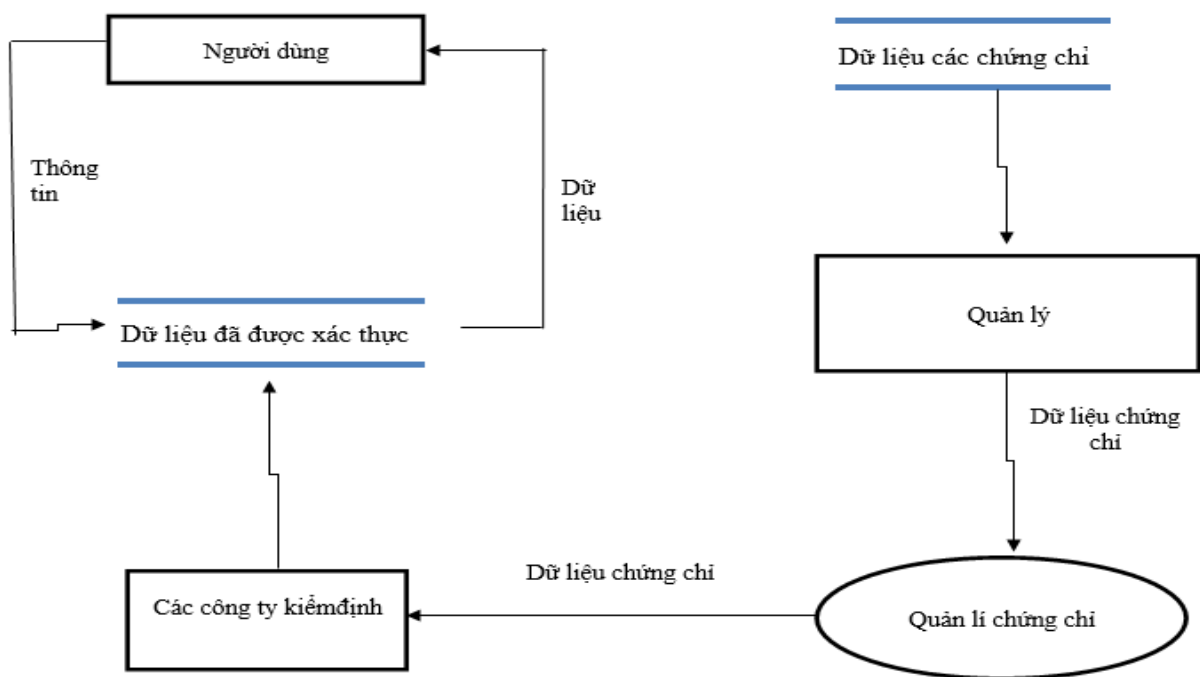 Người dùng
Dữ liệu các chứng chỉ
Thông
tin
Dữ
liệu
Dữ liệu đã được xác thực
Quản lý
Dữ liệu chứng
chỉ
Dữ liệu chứng chỉ
Các công ty kiểmđịnh
Quản lí chứng chỉ